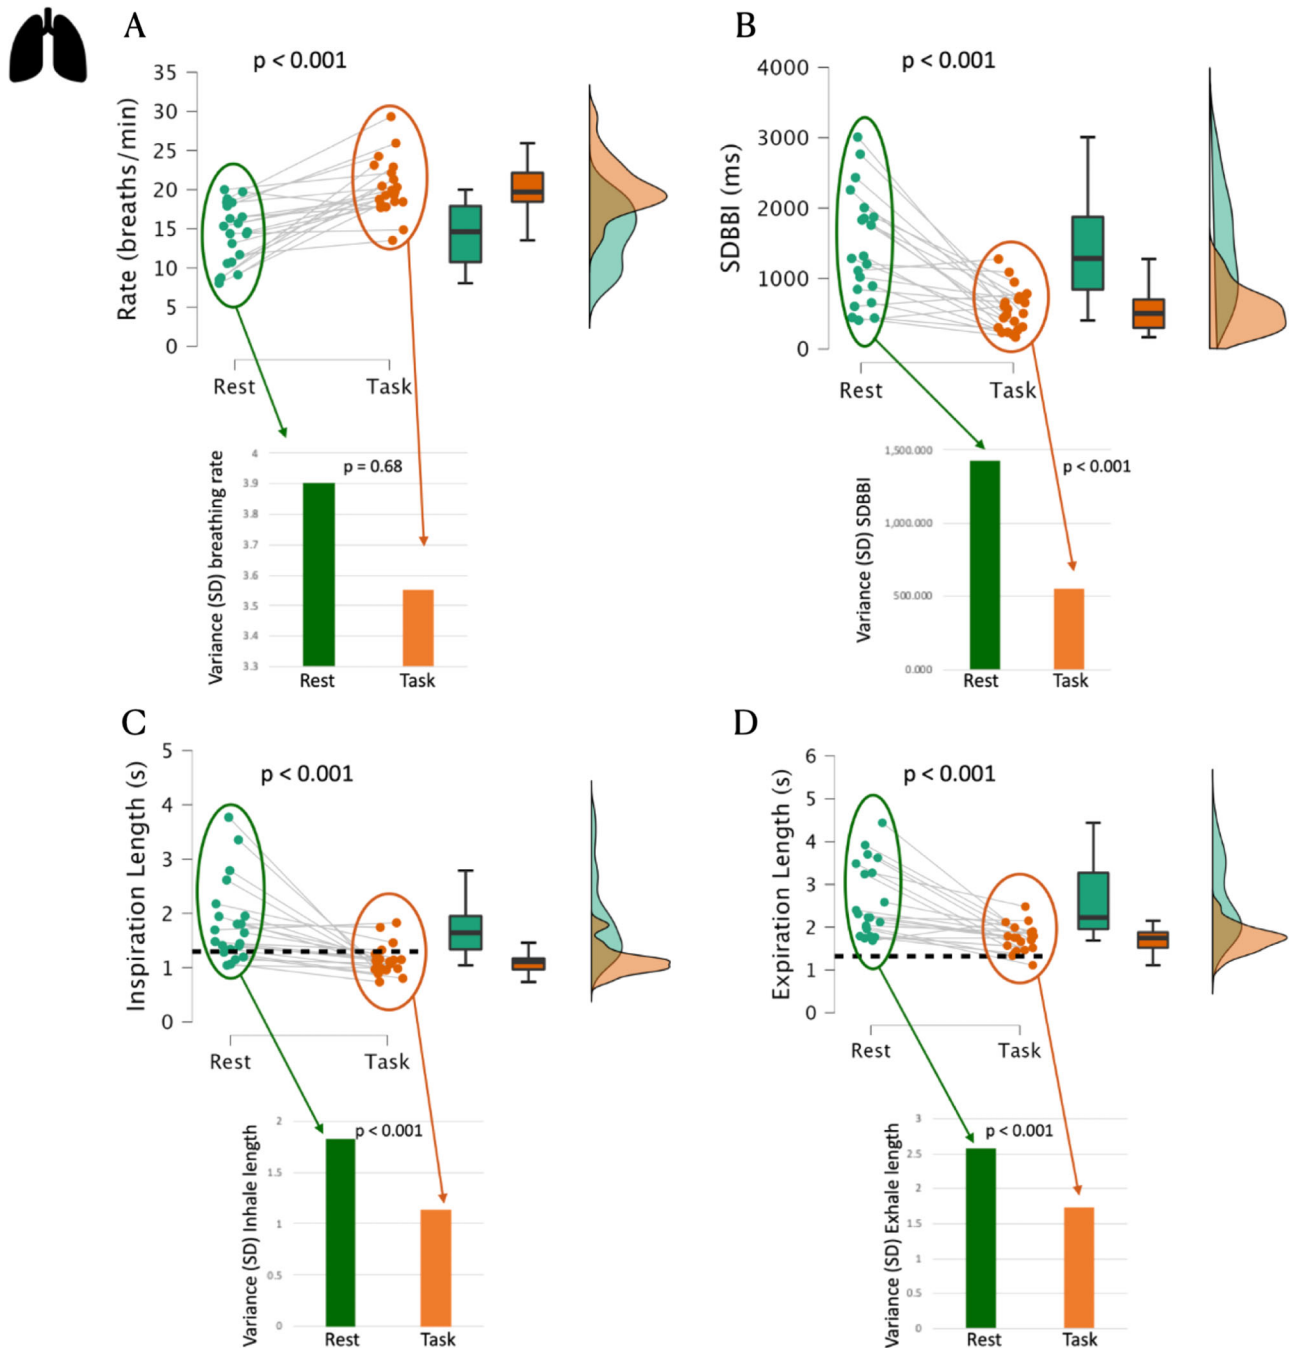 A
p < 0.001
Rate (breaths/min)
35
30
25
20
15
10
5
0
Rest
Task
Variance (SD) breathing rate
p = 0.68
4
3.9
3.8
3.7
3.6
3.5
3.4
3.3
Rest
Task
B
p < 0.001
SDBBI (ms)
4000
3000
2000
1000
0
Rest
Task
Variance (SD) SDBBI
p < 0.001
1,500.000
1,000.000
500.000
0.000
Rest
Task
C
p < 0.001
Inspiration Length (s)
5
4
3
2
1
0
Rest
Task
Variance (SD) Inhale length
p < 0.001
2
1.5
1
0.5
0
Rest
Task
D
p < 0.001
Expiration Length (s)
6
5
4
3
2
1
0
Rest
Task
Variance (SD) Exhale length
p < 0.001
3
2.5
2
1.5
1
0.5
0
Rest
Task